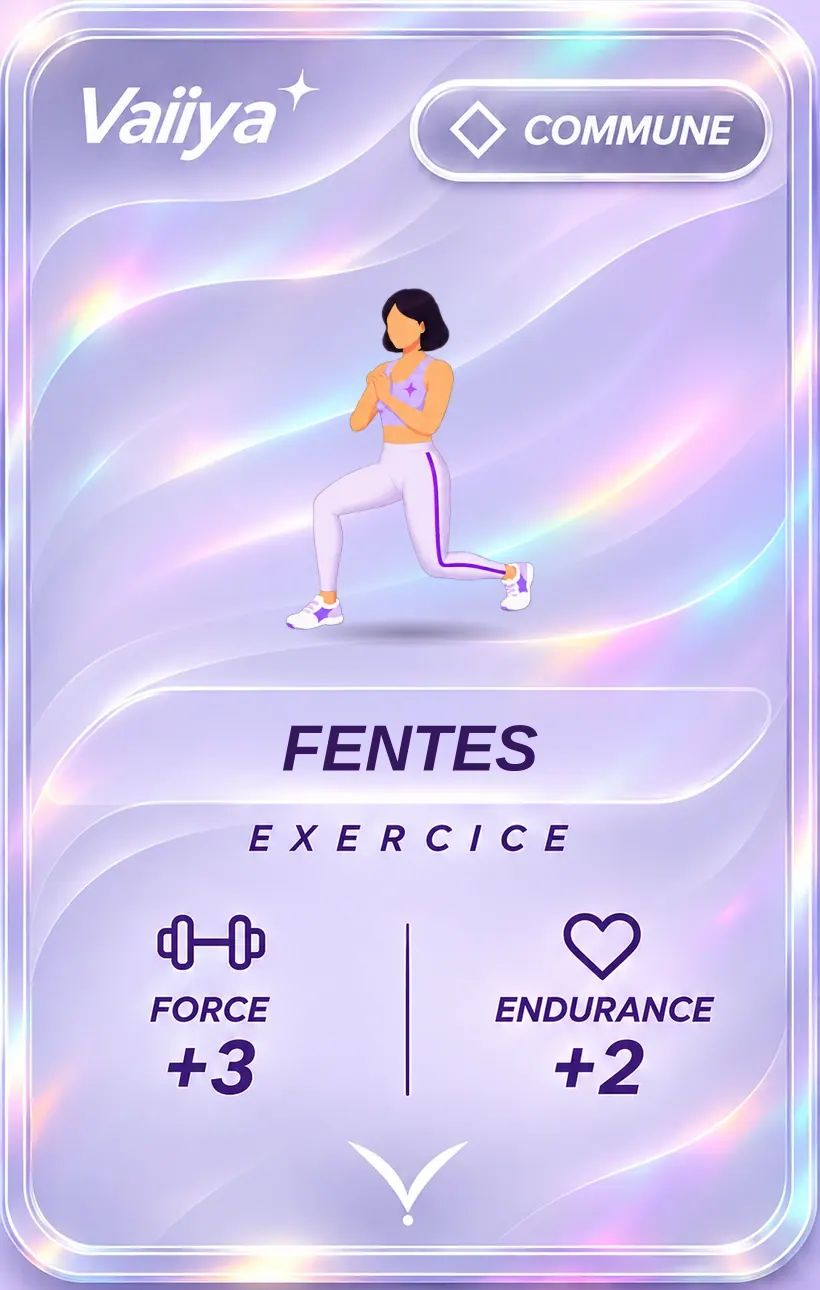 Vaiiya
COMMUNE
FENTES
EXERCICE
FORCE
+3
ENDURANCE
+2